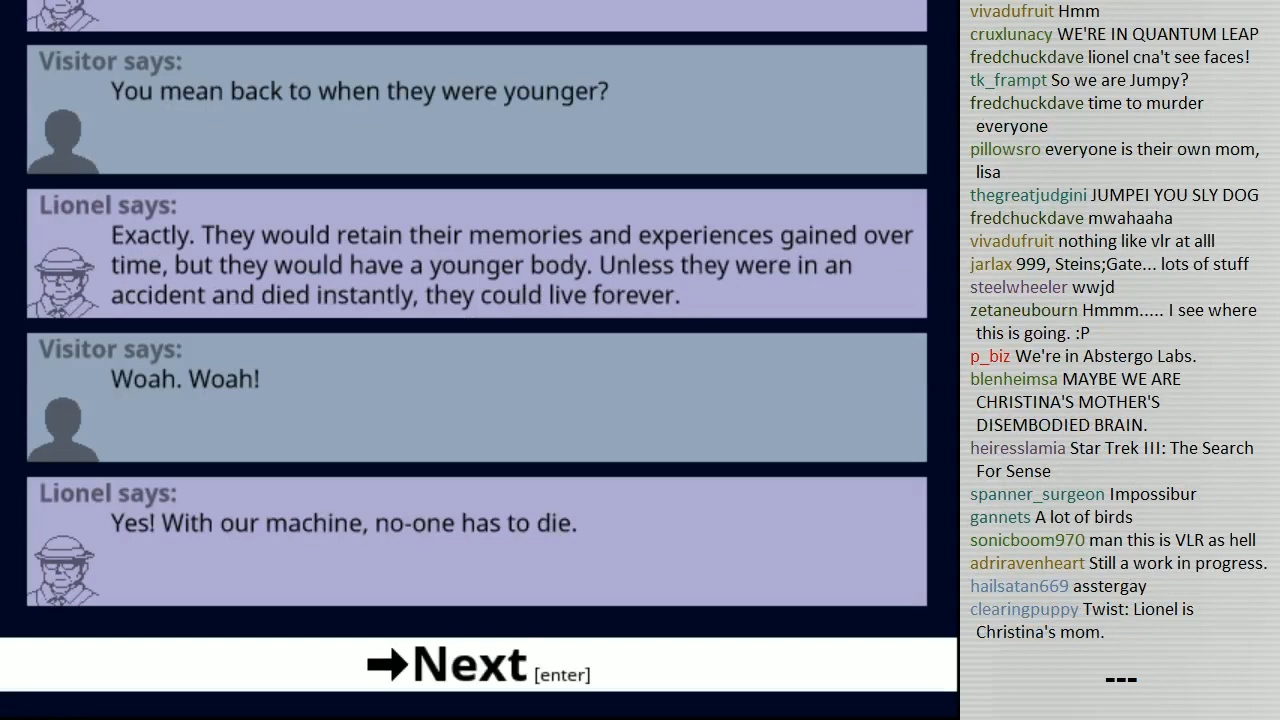 Visitor says:
You mean back to when they were younger?
Lionel says:
Exactly. They would retain their memories and experiences gained over
time, but they would have a younger body. Unless they were in an
accident and died instantly, they could live forever.
Visitor says:
Woah. Woah!
Lionel says:
Yes! With our machine, no-one has to die.
➡Next [enter]
vivadufruit Hmm
cruxlunacy WE'RE IN QUANTUM LEAP
fredchuckdave lionel cna't see faces!
tk_frampt So we are Jumpy?
fredchuckdave time to murder
everyone
pillowsro everyone is their own mom,
lisa
thegreatjudgini JUMPEI YOU SLY DOG
fredchuckdave mwahaaha
vivadufruit nothing like vlr at alll
jarlax 999, Steins;Gate... lots of stuff
steelwheeler wwjd
zetaneubourn Hmmm..... I see where
this is going. :P
p_biz We're in Abstergo Labs.
blenheimsa MAYBE WE ARE
CHRISTINA'S MOTHER'S
DISEMBODIED BRAIN.
heiresslamia Star Trek III: The Search
For Sense
spanner_surgeon Impossibur
gannets A lot of birds
sonicboom970 man this is VLR as hell
adriravenheart Still a work in progress.
hailsatan669 asstergay
clearingpuppy Twist: Lionel is
Christina's mom.
---